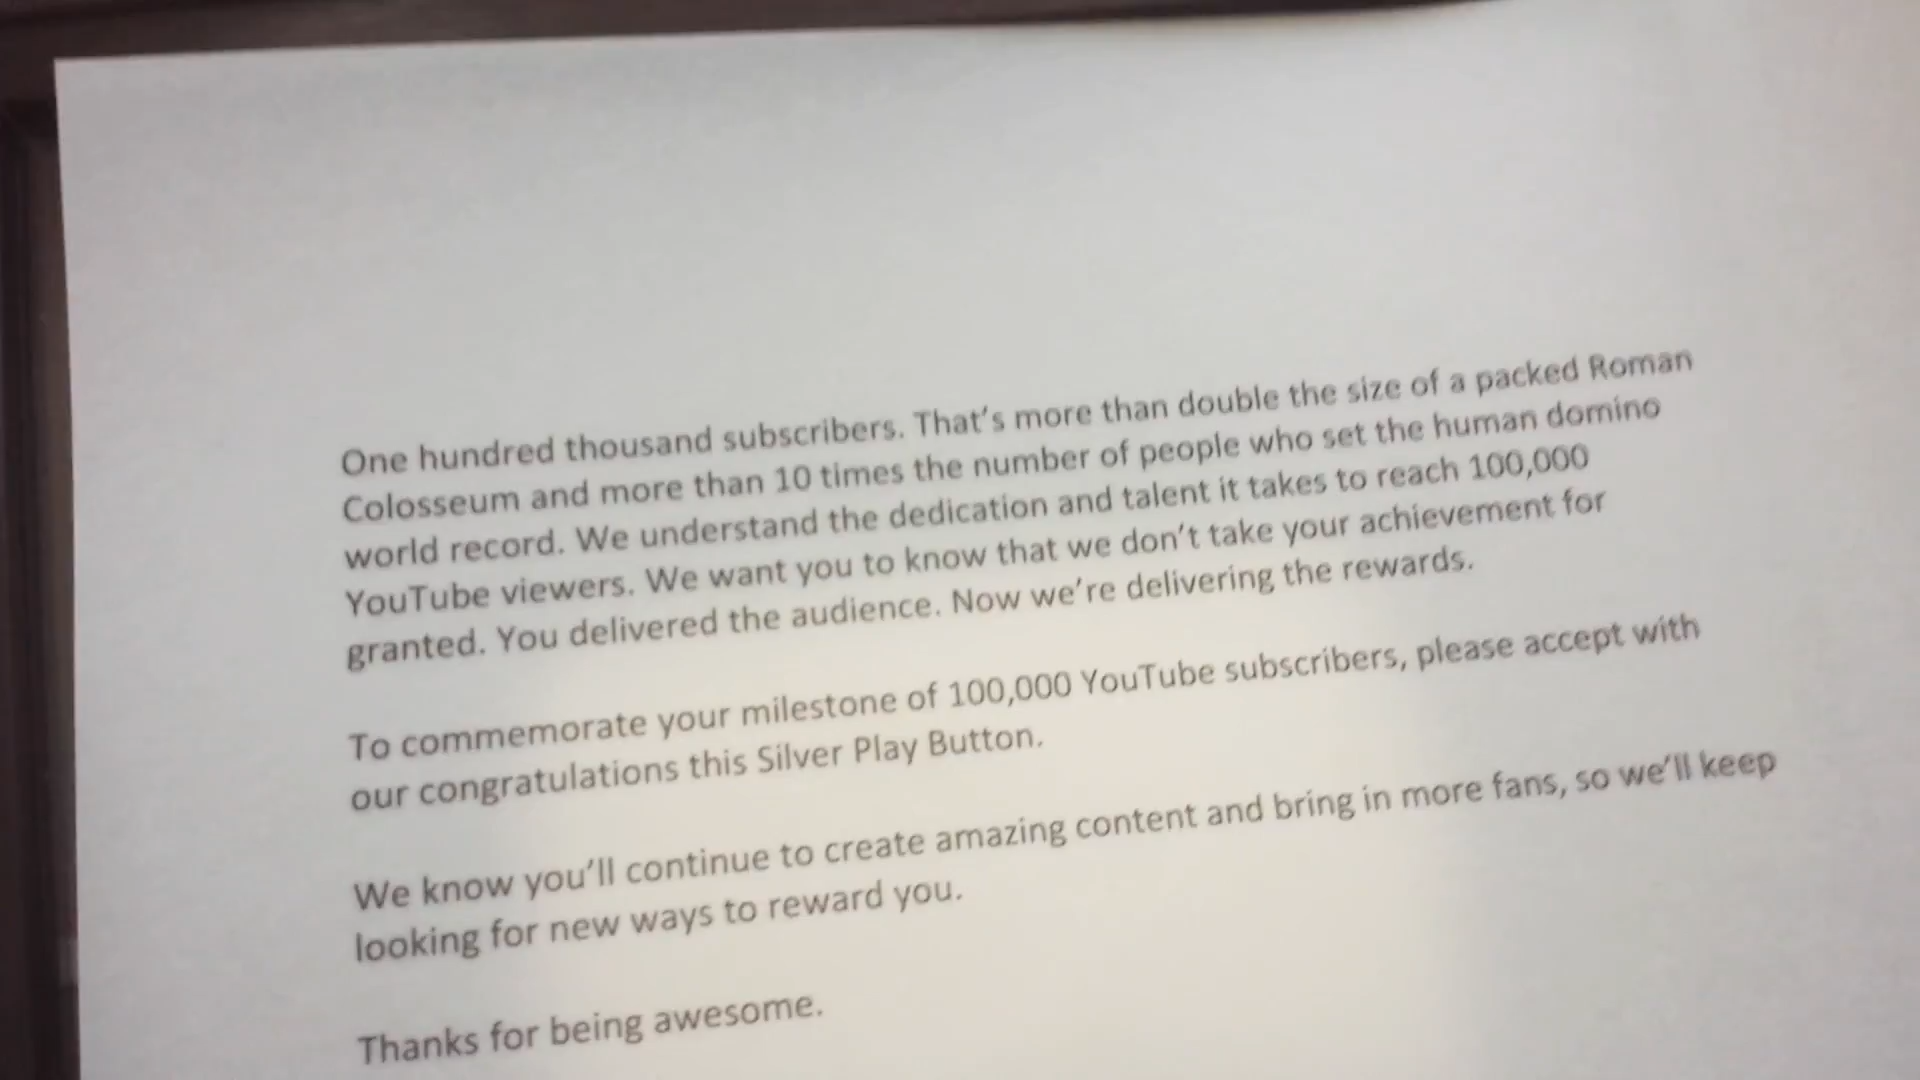 One hundred thousand subscribers. That's more than double the size of a packed Roman
Colosseum and more than 10 times the number of people who set the human domino
world record. We understand the dedication and talent it takes to reach 100,000
YouTube viewers. We want you to know that we don't take your achievement for
granted. You delivered the audience. Now we're delivering the rewards.
To commemorate your milestone of 100,000 YouTube subscribers, please accept with
our congratulations this Silver Play Button.
We know you'll continue to create amazing content and bring in more fans, so we'll keep
looking for new ways to reward you.
Thanks for being awesome.